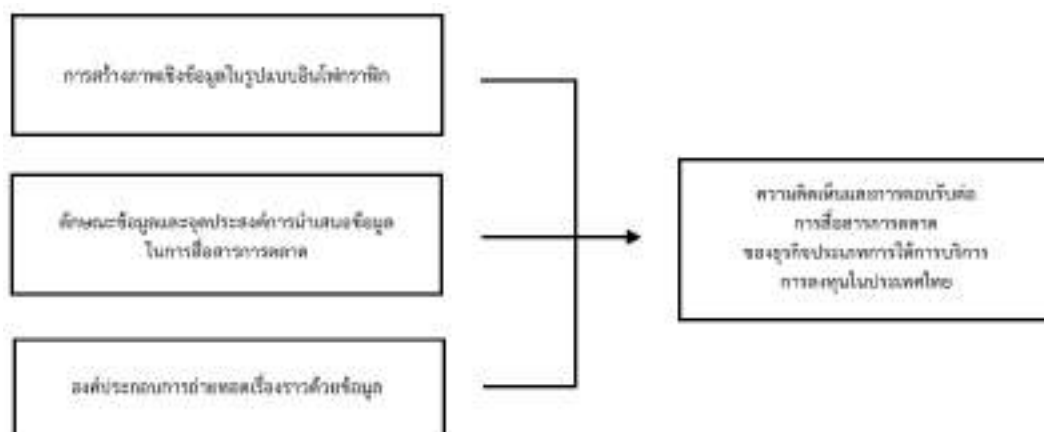 การสร้างภาพเชิงข้อมูลในรูปแบบอินโฟกราฟิก
ลักษณะข้อมูลและจุดประสงค์การนำเสนอข้อมูล
ในการสื่อสารการตลาด
องค์ประกอบการถ่ายทอดเรื่องราวด้วยข้อมูล
ความคิดเห็นและการตอบรับต่อ
การสื่อสารการตลาด
ของธุรกิจประเภทการให้การบริการ
การลงทุนในประเทศไทย